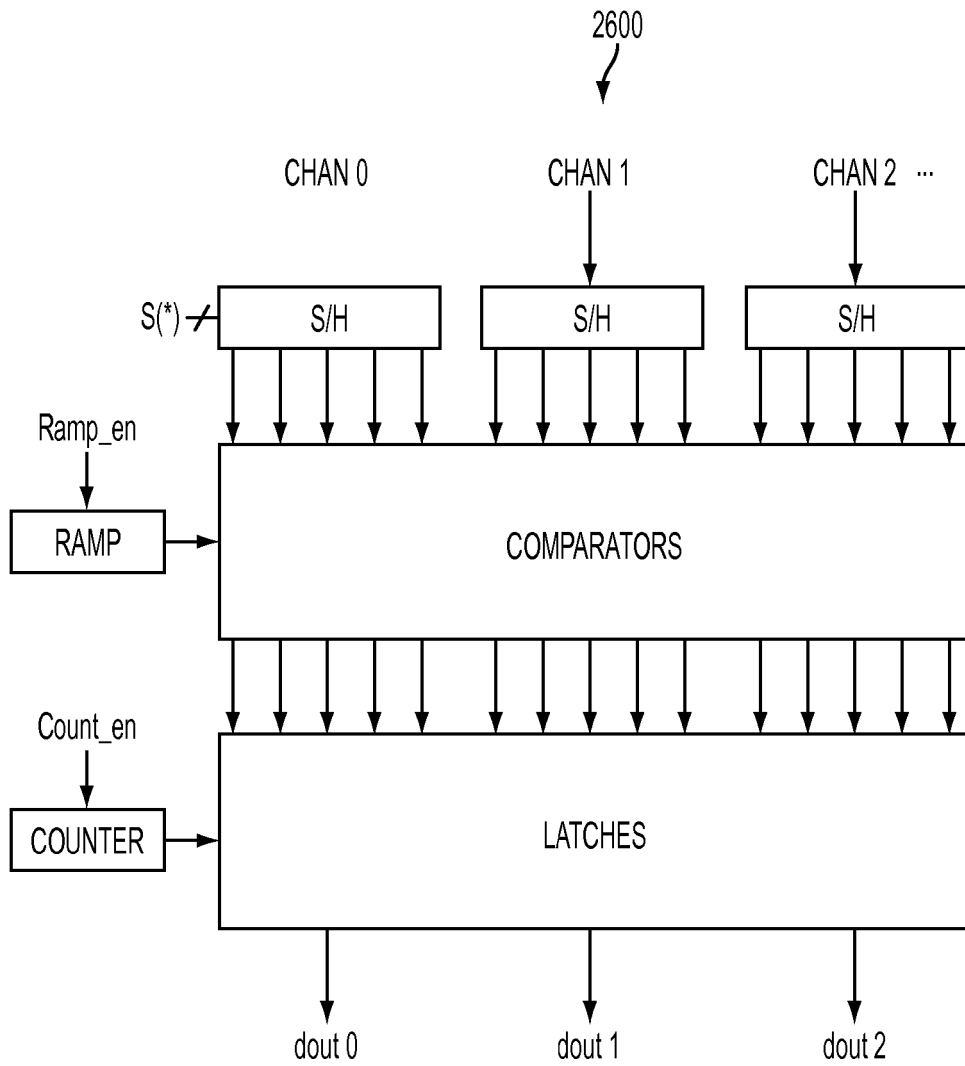 2600
CHAN 0 CHAN 1 CHAN 2 ...
S(*) S/H S/H S/H
Ramp_en
RAMP COMPARATORS
Count_en
COUNTER LATCHES
dout 0 dout 1 dout 2